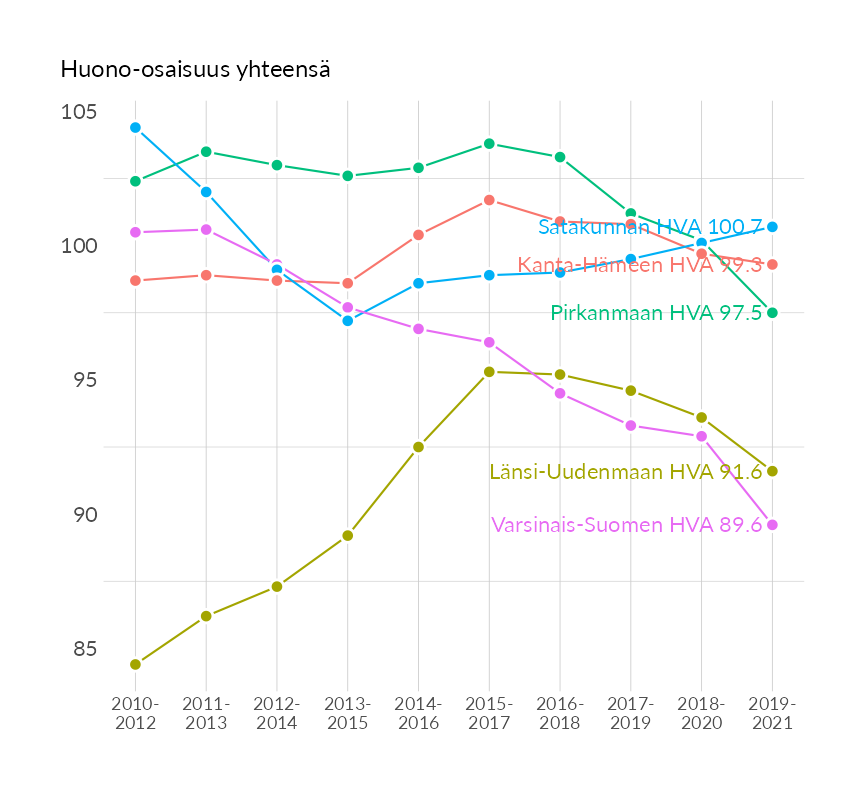 Huono-osaisuus yhteensä
105
100
95
90
85
Satakunnan HVA 100.7
Kanta-Hämeen HVA 99.3
Pirkanmaan HVA 97.5
Länsi-Uudenmaan HVA 91.6
Varsinais-Suomen HVA 89.6
2010- 2011- 2012- 2013- 2014- 2015- 2016- 2017- 2018- 2019-
2012 2013 2014 2015 2016 2017 2018 2019 2020 2021